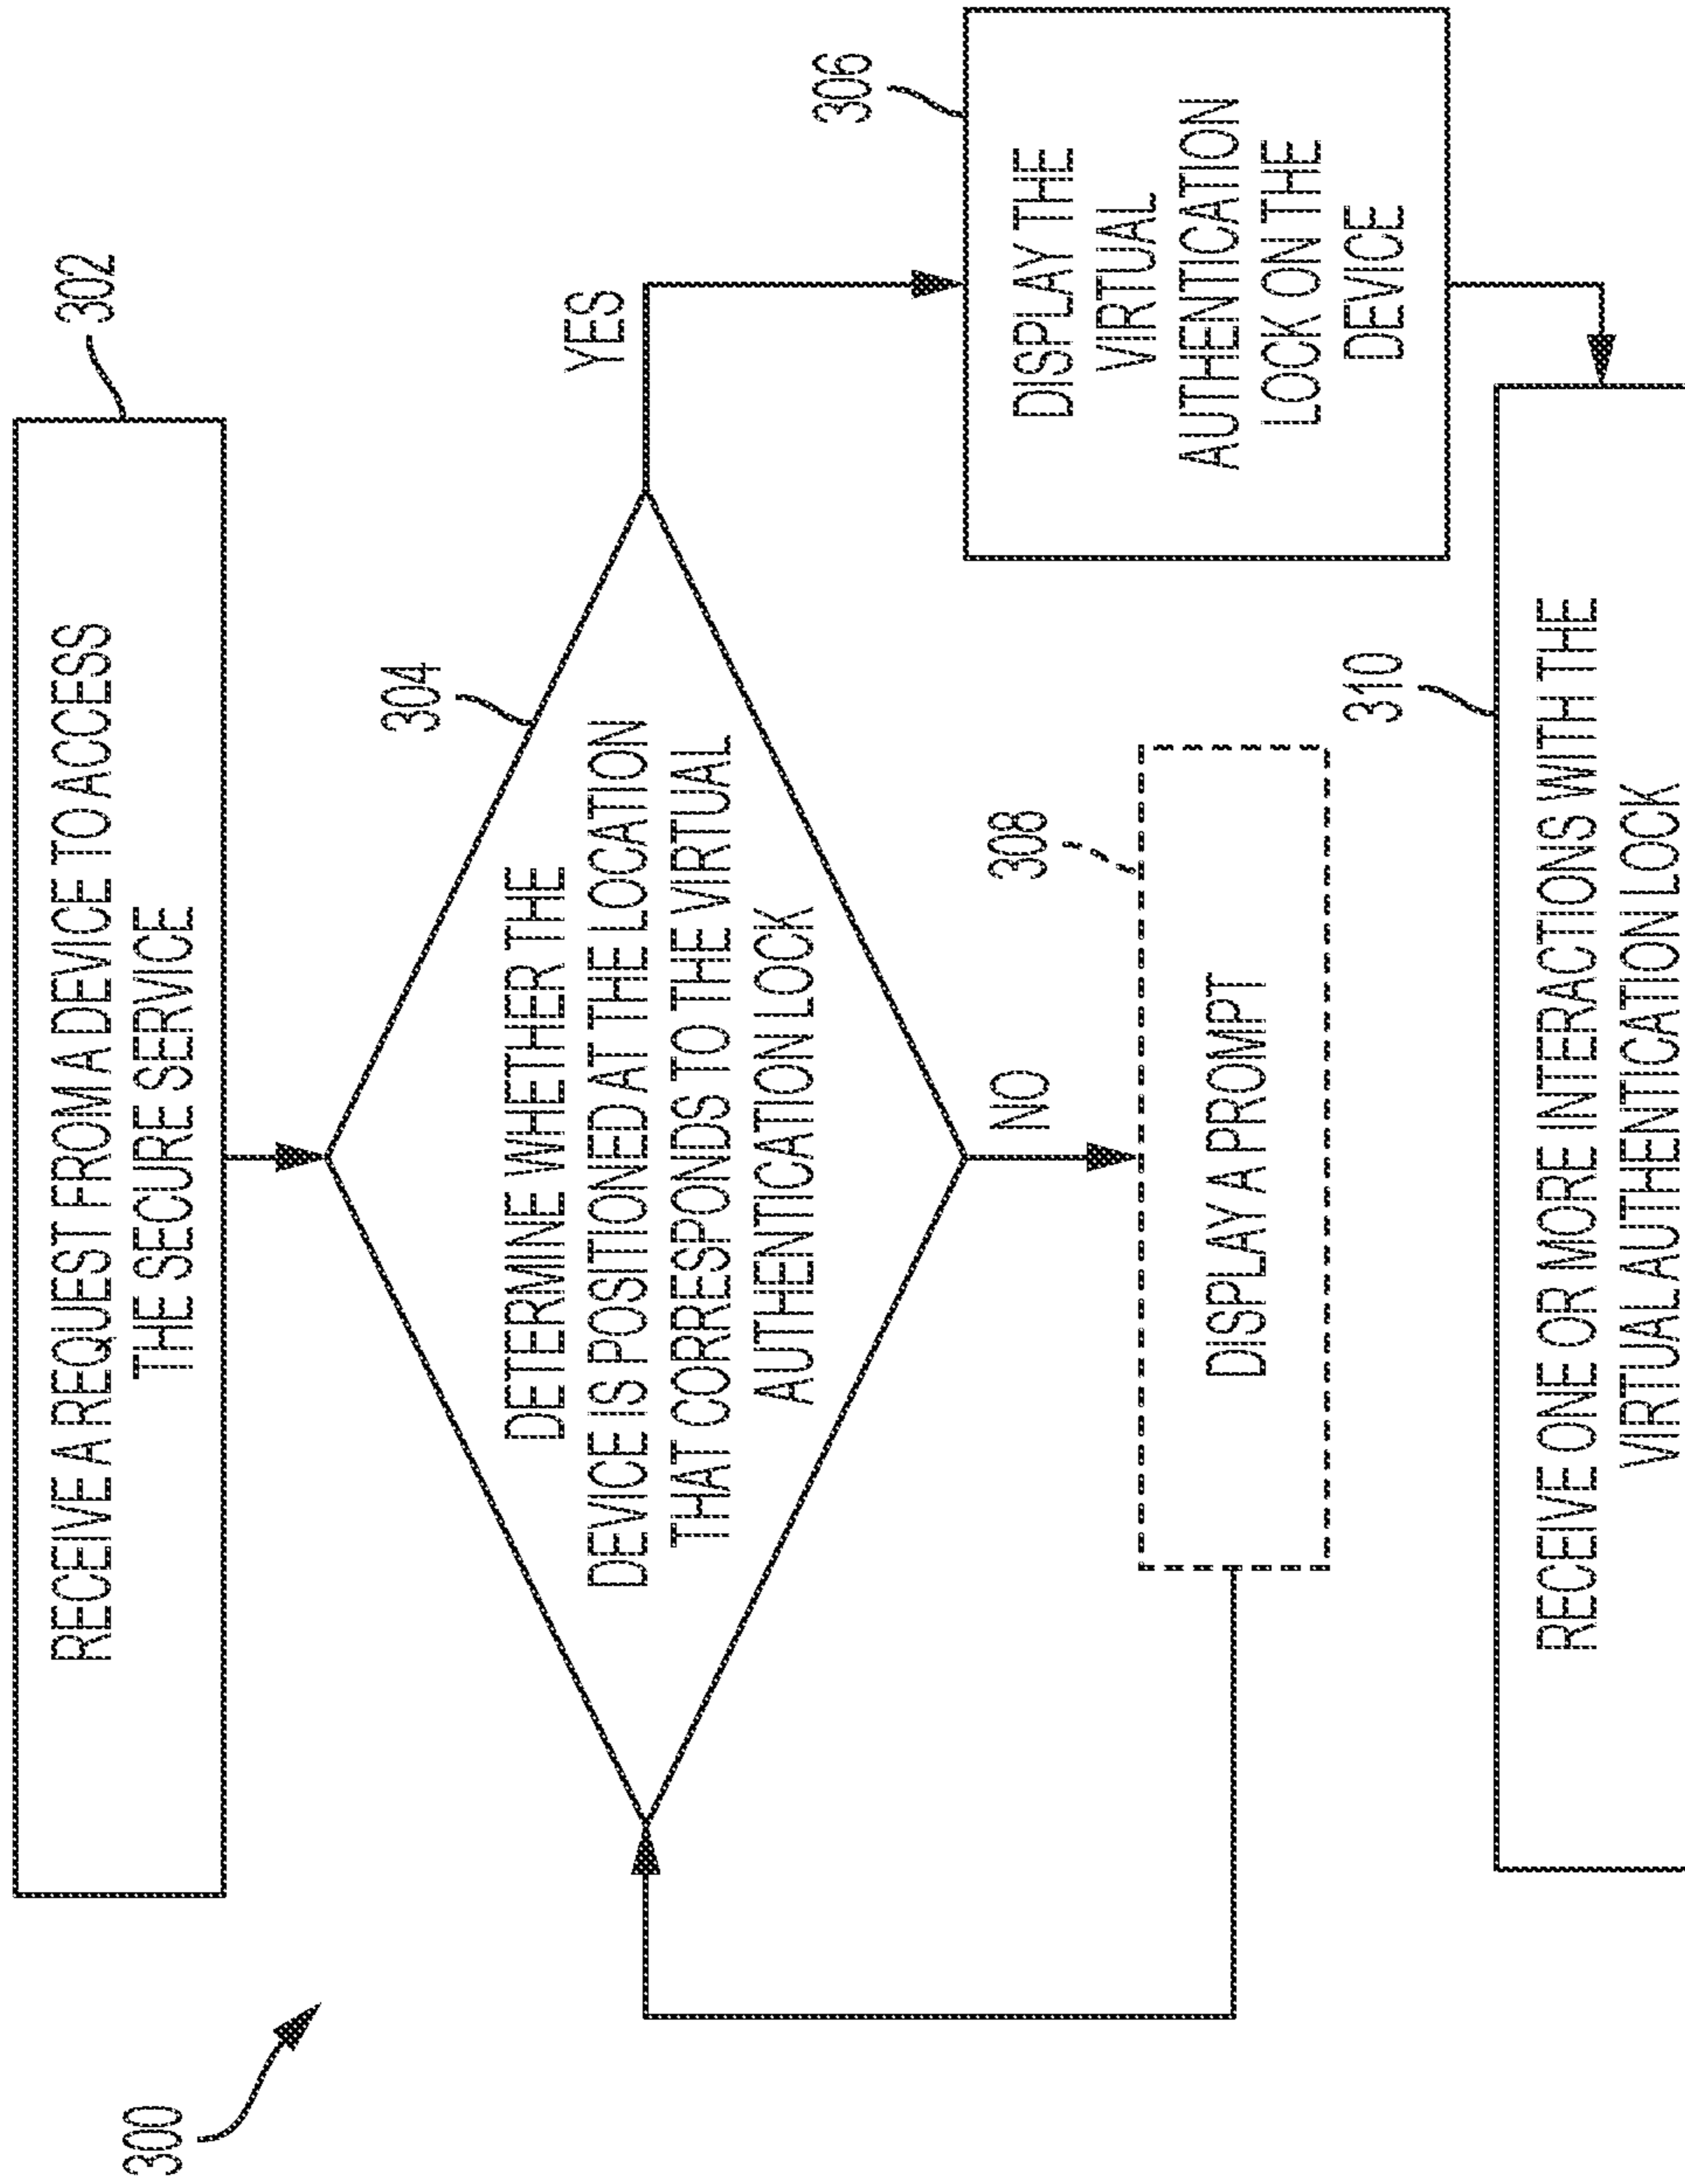 300
302
RECEIVE A REQUEST FROM A DEVICE TO ACCESS
THE SECURE SERVICE
304
DETERMINE WHETHER THE
DEVICE IS POSITIONED AT THE LOCATION
THAT CORRESPONDS TO THE VIRTUAL
AUTHENTICATION LOCK
YES
306
DISPLAY THE
VIRTUAL
AUTHENTICATION
LOCK ON THE
DEVICE
NO
308
DISPLAY A PROMPT
310
RECEIVE ONE OR MORE INTERACTIONS WITH THE
VIRTUAL AUTHENTICATION LOCK